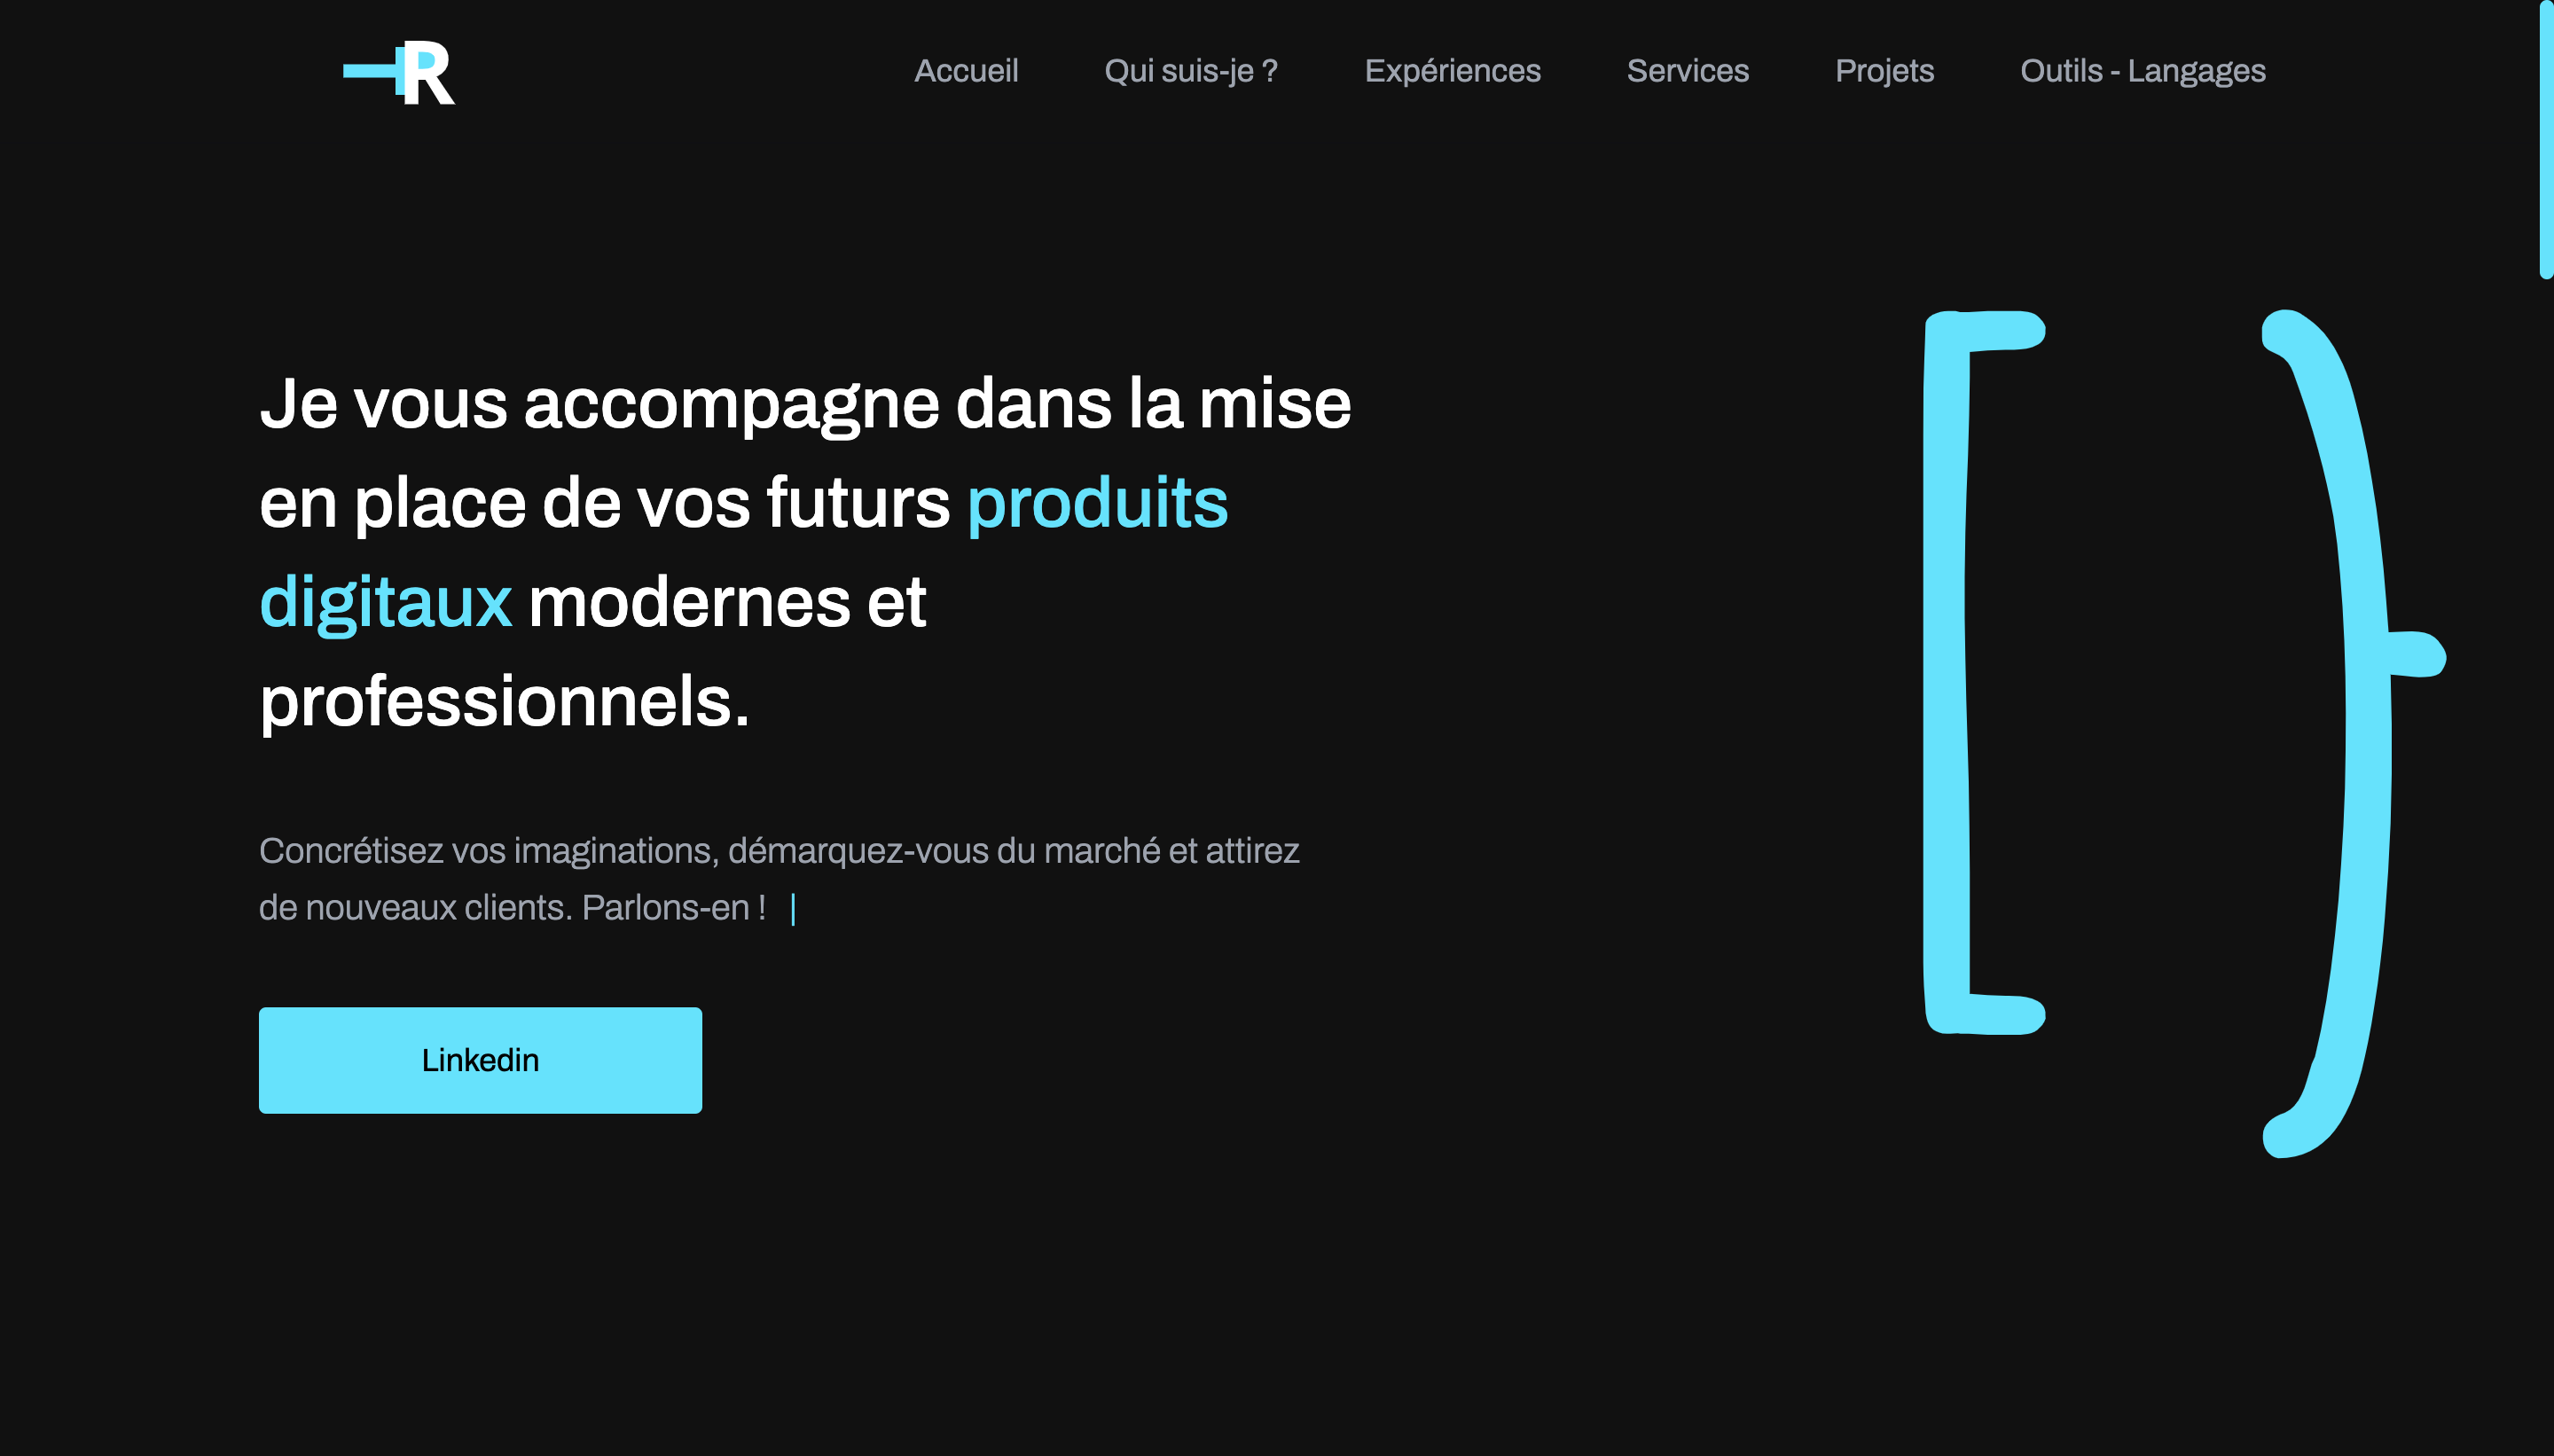 R
Accueil Qui suis-je ? Expériences Services Projets Outils - Langages
Je vous accompagne dans la mise
en place de vos futurs produits
digitaux modernes et
professionnels.
Concrétisez vos imaginations, démarquez-vous du marché et attirez
de nouveaux clients. Parlons-en ! |
Linkedin
[ }